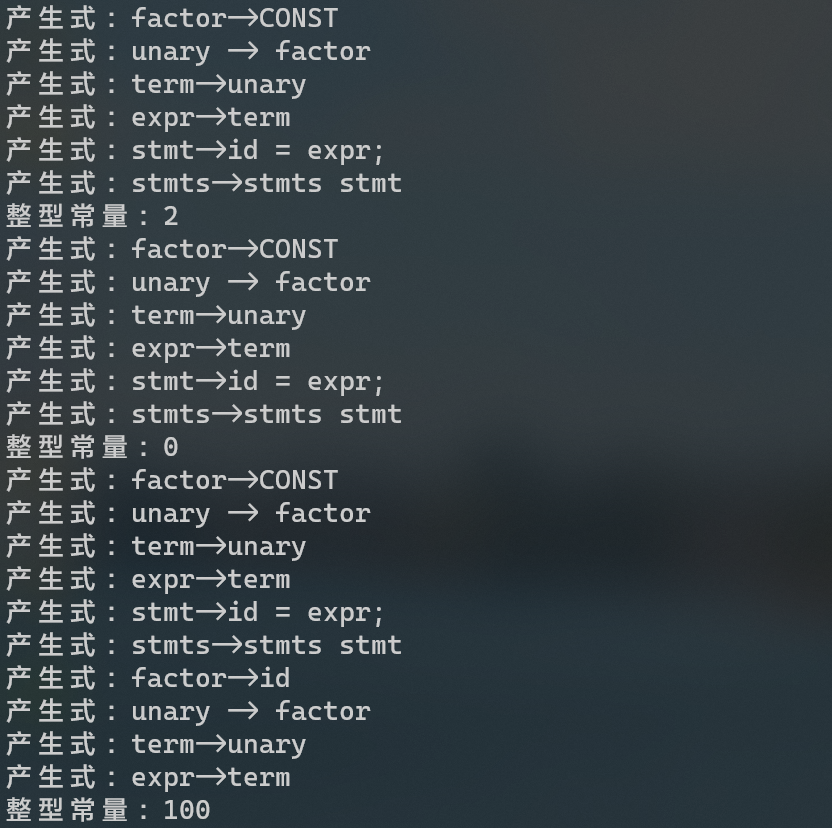 产生式：factor→CONST
产生式：unary → factor
产生式：term→unary
产生式：expr→term
产生式：stmt→id = expr;
产生式：stmts→stmts stmt
整型常量：2
产生式：factor→CONST
产生式：unary → factor
产生式：term→unary
产生式：expr→term
产生式：stmt→id = expr;
产生式：stmts→stmts stmt
整型常量：0
产生式：factor→CONST
产生式：unary → factor
产生式：term→unary
产生式：expr→term
产生式：stmt→id = expr;
产生式：stmts→stmts stmt
产生式：factor→id
产生式：unary → factor
产生式：term→unary
产生式：expr→term
整型常量：100